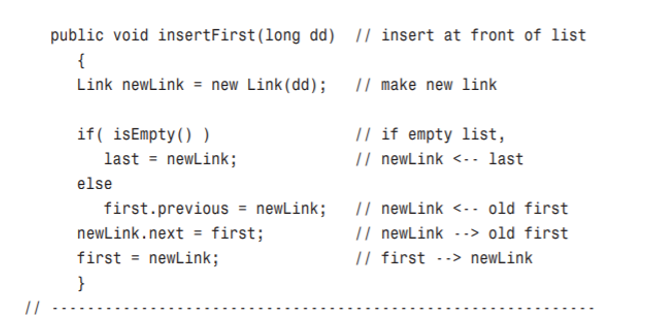 public void insertFirst(long dd)  // insert at front of list
   {
   Link newLink = new Link(dd);   // make new link

   if( isEmpty() )                // if empty list,
      last = newLink;             // newLink <-- last
   else
      first.previous = newLink;   // newLink <-- old first
   newLink.next = first;          // newLink --> old first
   first = newLink;               // first --> newLink
   }
// -------------------------------------------------------------